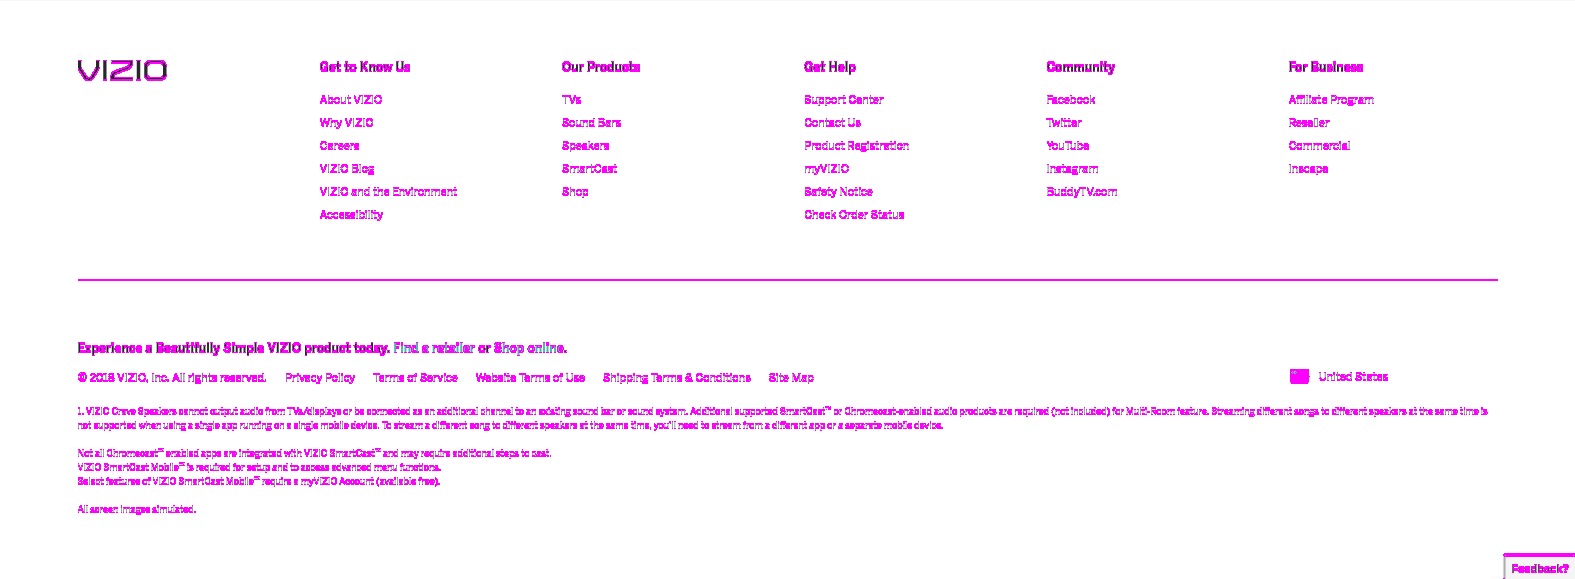 VIZIO
Get to Know Us
About VIZIO
Why VIZIO
Careers
VIZIO Blog
VIZIO and the Environment
Accessibility
Our Products
TVs
Sound Bars
Speakers
SmartCast
Shop
Get Help
Support Center
Contact Us
Product Registration
myVIZIO
Safety Notice
Check Order Status
Community
Facebook
Twitter
YouTube
Instagram
BuddyTV.com
For Business
Affiliate Program
Reseller
Commercial
Inscape
Experience a Beautifully Simple VIZIO product today. Find a retailer or Shop online.
© 2018 VIZIO, Inc. All rights reserved. Privacy Policy Terms of Service Website Terms of Use Shipping Terms & Conditions Site Map
United States
1. VIZIO Crave Speakers cannot output audio from TVs/displays or be connected as an additional channel to an existing sound bar or sound system. Additional supported SmartCast™ or Chromecast-enabled audio products are required (not included) for Multi-Room feature. Streaming different songs to different speakers at the same time is
not supported when using a single app running on a single mobile device. To stream a different song to different speakers at the same time, you'll need to stream from a different app or a separate mobile device.
Not all Chromecast™ enabled apps are integrated with VIZIO SmartCast™ and may require additional steps to cast.
VIZIO SmartCast Mobile™ is required for setup and to access advanced menu functions.
Select features of VIZIO SmartCast Mobile™ require a myVIZIO Account (available free).
All screen images simulated.
Feedback?